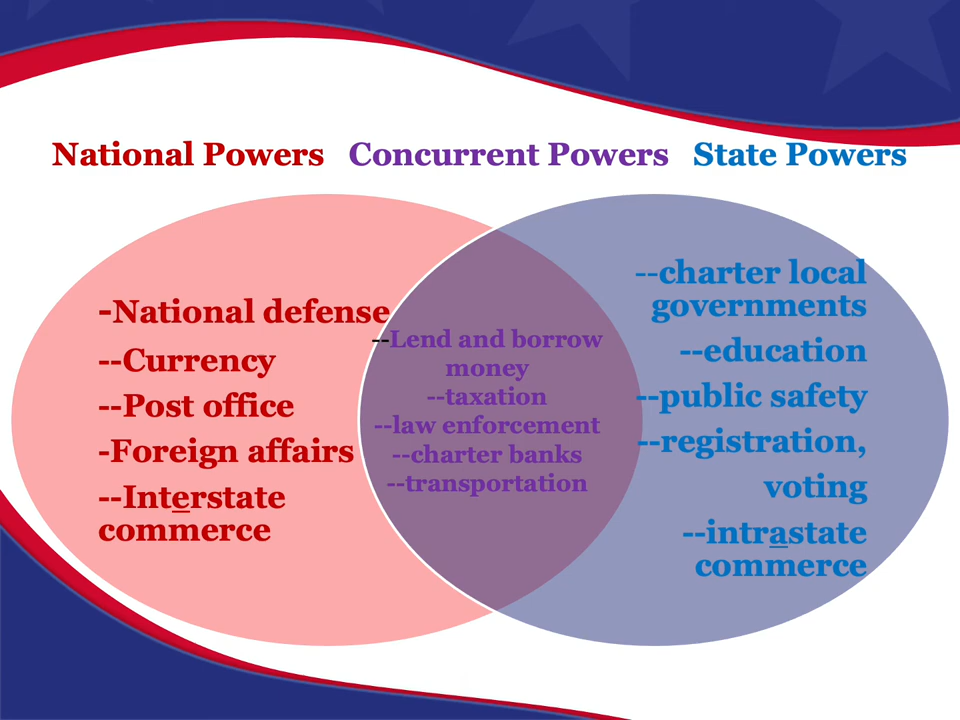 National Powers Concurrent Powers State Powers
-National defense
--Currency
--Post office
-Foreign affairs
--Interstate
commerce
--Lend and borrow
money
--taxation
--law enforcement
--charter banks
--transportation
--charter local
governments
--education
--public safety
--registration,
voting
--intrastate
commerce